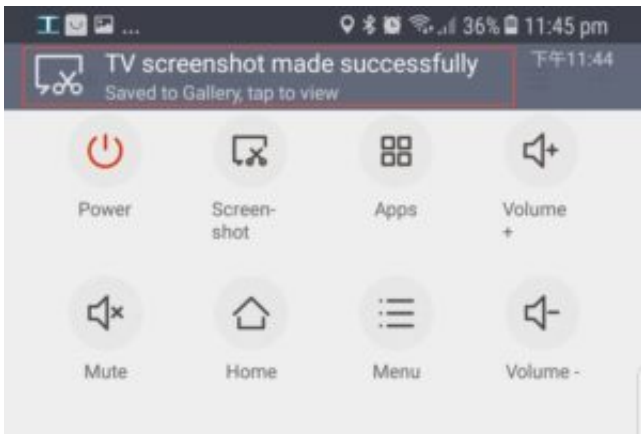 ... 36% 11:45 pm
TV screenshot made successfully 下午11:44
Saved to Gallery, tap to view
Power
Screen-
shot
Apps
Volume
+
Mute
Home
Menu
Volume -